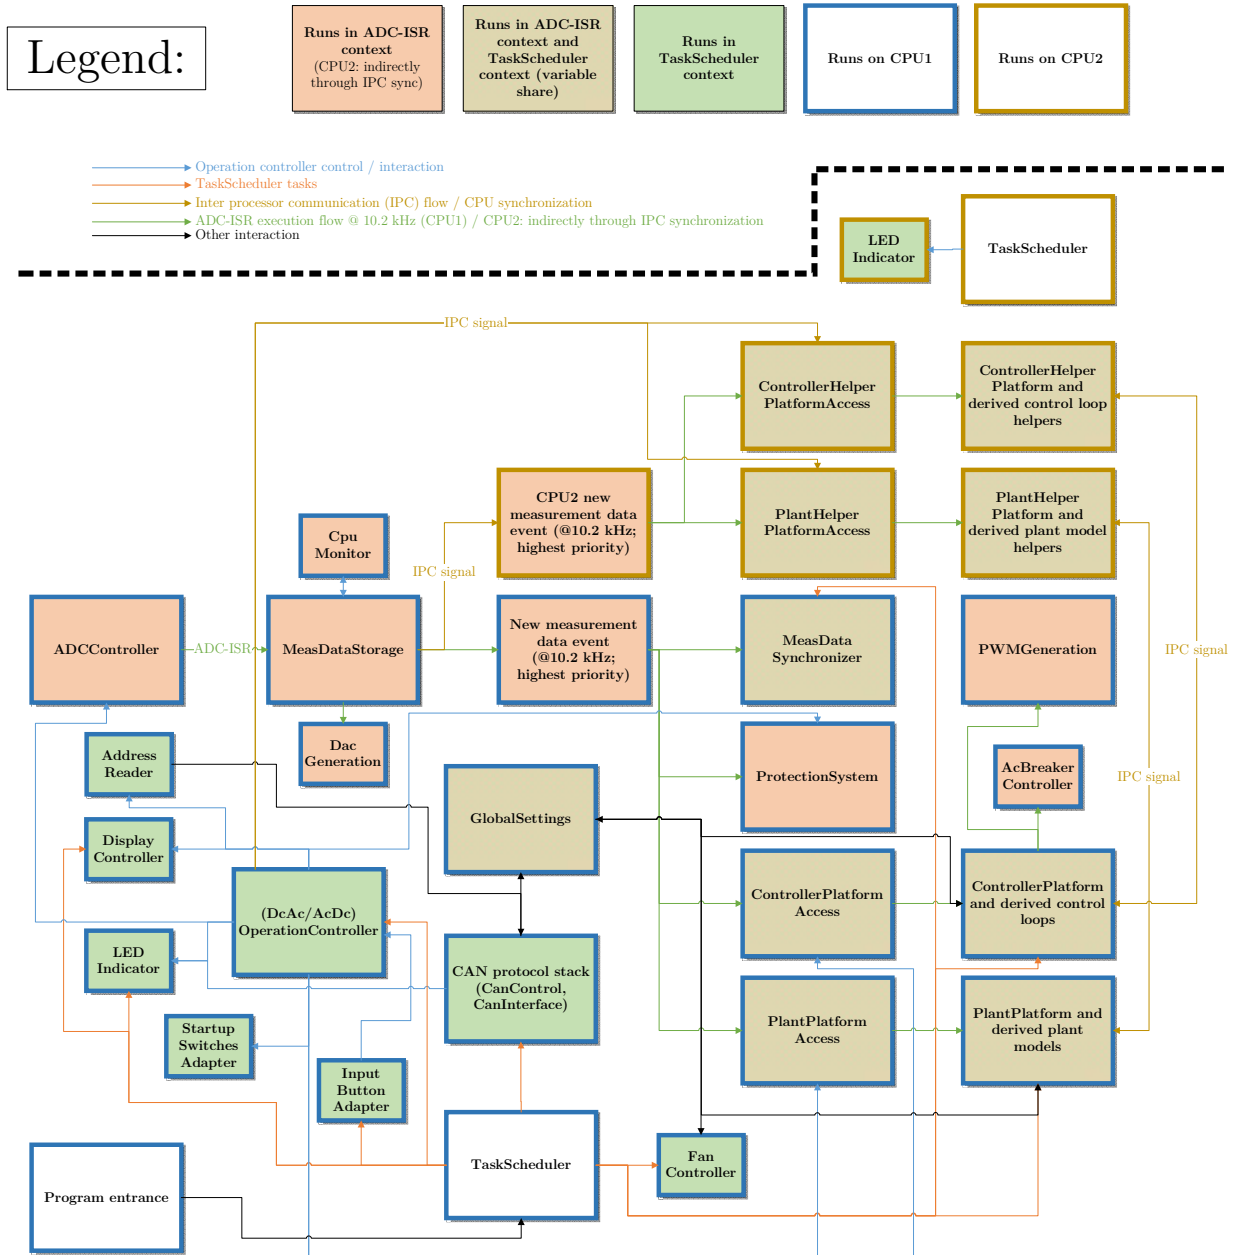 Legend:
Runs in ADC-ISR
context
(CPU2: indirectly
through IPC sync)
Runs in ADC-ISR
context and
TaskScheduler
context (variable
share)
Runs in
TaskScheduler
context
Runs on CPU1
Runs on CPU2
Operation controller control / interaction
TaskScheduler tasks
Inter processor communication (IPC) flow / CPU synchronization
ADC-ISR execution flow @ 10.2 kHz (CPU1) / CPU2: indirectly through IPC synchronization
Other interaction
LED
Indicator
TaskScheduler
IPC signal
ControllerHelper
PlatformAccess
ControllerHelper
Platform and
derived control loop
helpers
CPU2 new
measurement data
event (@10.2 kHz;
highest priority)
PlantHelper
PlatformAccess
PlantHelper
Platform and
derived plant model
helpers
Cpu
Monitor
IPC signal
ADCController
ADC-ISR
MeasDataStorage
New measurement
data event
(@10.2 kHz;
highest priority)
MeasData
Synchronizer
PWMGeneration
IPC signal
Address
Reader
Dac
Generation
ProtectionSystem
AcBreaker
Controller
IPC signal
GlobalSettings
Display
Controller
(DcAc/AcDc)
OperationController
ControllerPlatform
Access
ControllerPlatform
and derived control
loops
LED
Indicator
CAN protocol stack
(CanControl,
CanInterface)
PlantPlatform
Access
PlantPlatform and
derived plant
models
Startup
Switches
Adapter
Input
Button
Adapter
TaskScheduler
Fan
Controller
Program entrance